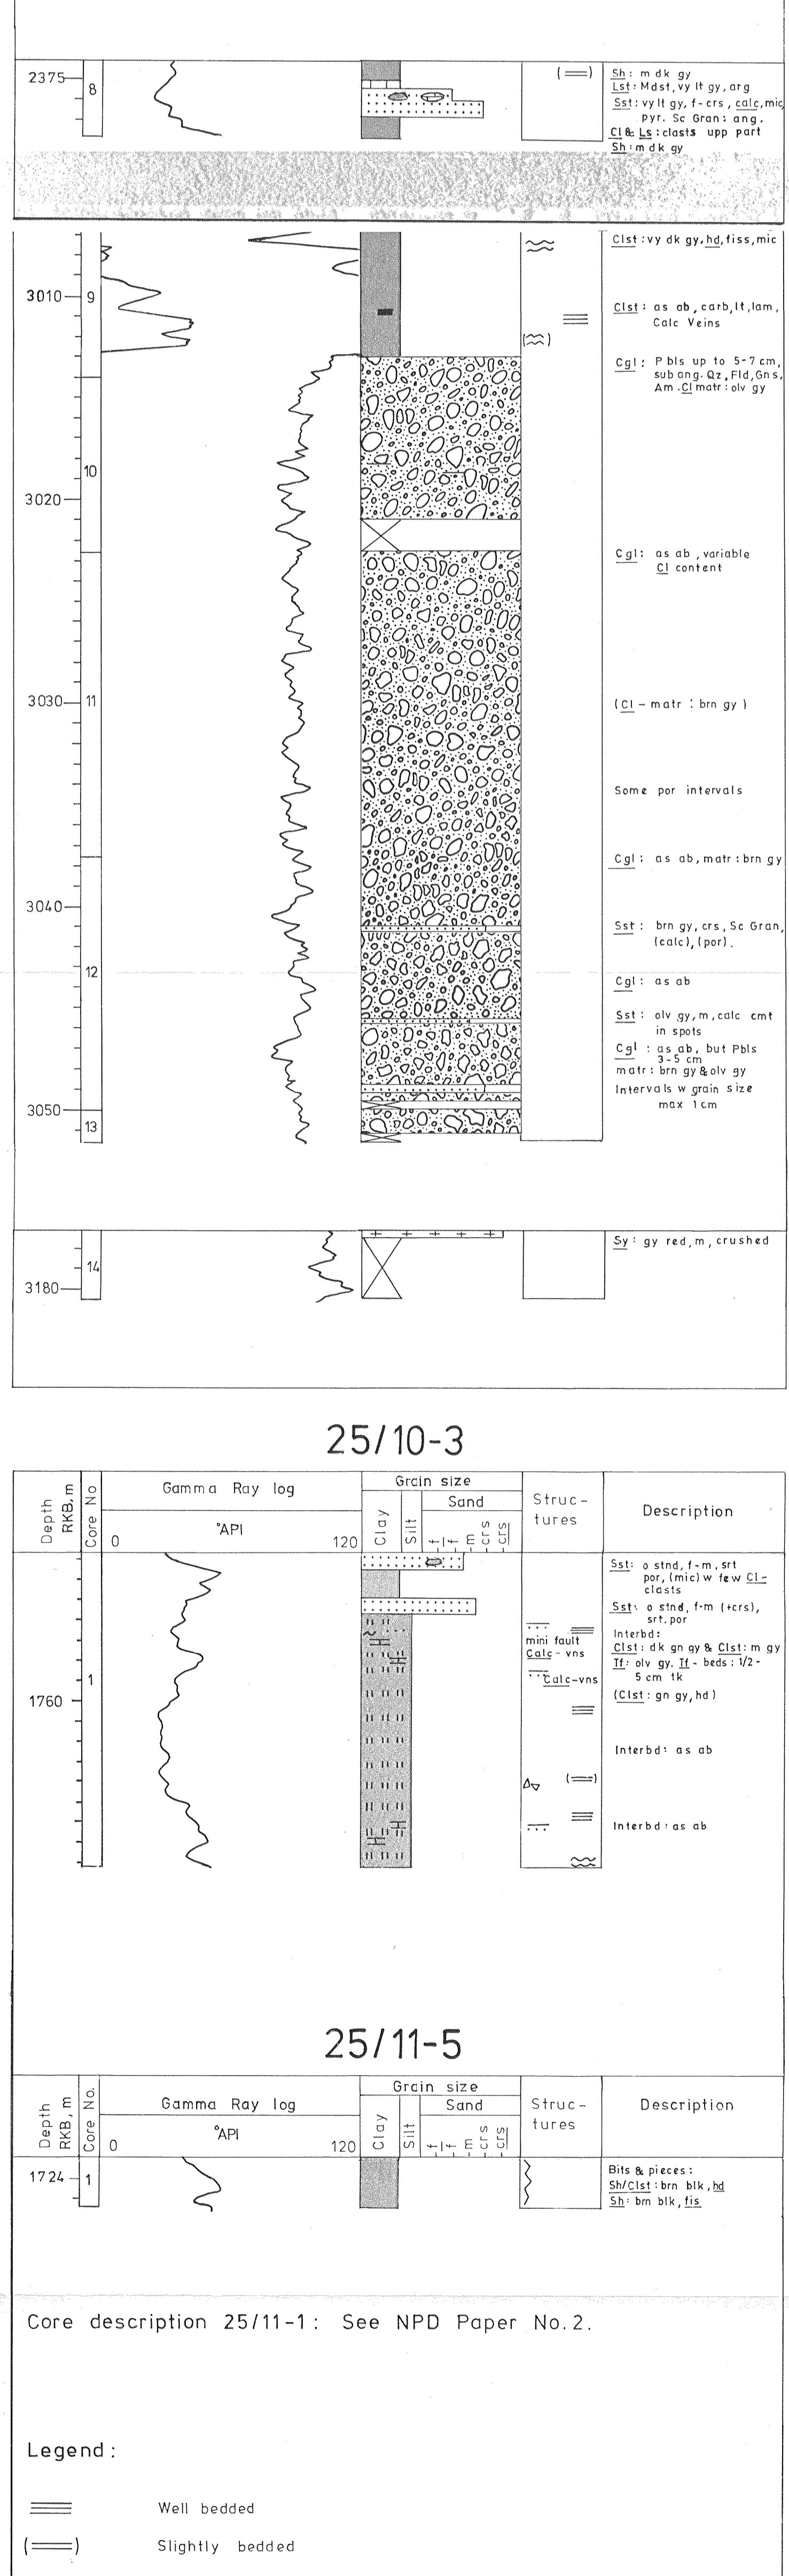 2375
8
(==)
Sh: m dk gy
Lst: Mdst, vy lt gy, arg
Sst: vy lt gy, f-crs, calc, mic,
pyr. Sc Gran: ang.
Cl & Ls: clasts upp part
Sh: m dk gy
Clst: vy dk gy, hd, fiss, mic
3010
9
Clst: as ab, carb, lt, lam,
Calc Veins
Cgl: Pbls up to 5-7 cm,
sub ang. Qz, Fld, Gns,
Am. Cl matr: olv gy
10
3020
Cgl: as ab, variable
Cl content
3030
11
(Cl - matr : brn gy)
Some por intervals
Cgl: as ab, matr: brn gy
3040
Sst: brn gy, crs, Sc Gran,
(calc), (por).
12
Cgl: as ab
Sst: olv gy, m, calc cmt
in spots
Cgl: as ab, but Pbls
3-5 cm
matr: brn gy & olv gy
Intervals w grain size
max 1 cm
3050
13
Sy: gy red, m, crushed
14
3180
25/10-3
Depth RKB, m
Core No
Gamma Ray log
°API
0
120
Grain size
Clay
Silt
Sand
f
f
m
crs
crs
Struc-
tures
Description
Sst: o stnd, f-m, srt
por, (mic) w few Cl-
clasts
Sst: o stnd, f-m (+crs),
srt, por
Interbd:
mini fault
Clst: dk gn gy & Clst: m gy
Calc-vns
Tf: olv gy. Tf-beds: 1/2-
5 cm tk
Calc-vns
1
1760
(Clst: gn gy, hd)
Interbd: as ab
Interbd: as ab
25/11-5
Depth RKB, m
Core No.
Gamma Ray log
°API
0
120
Grain size
Clay
Silt
Sand
f
f
m
crs
crs
Struc-
tures
Description
1724
1
Bits & pieces:
Sh/Clst: brn blk, hd
Sh: brn blk, fis
Core description 25/11-1: See NPD Paper No. 2.
Legend:
Well bedded
Slightly bedded